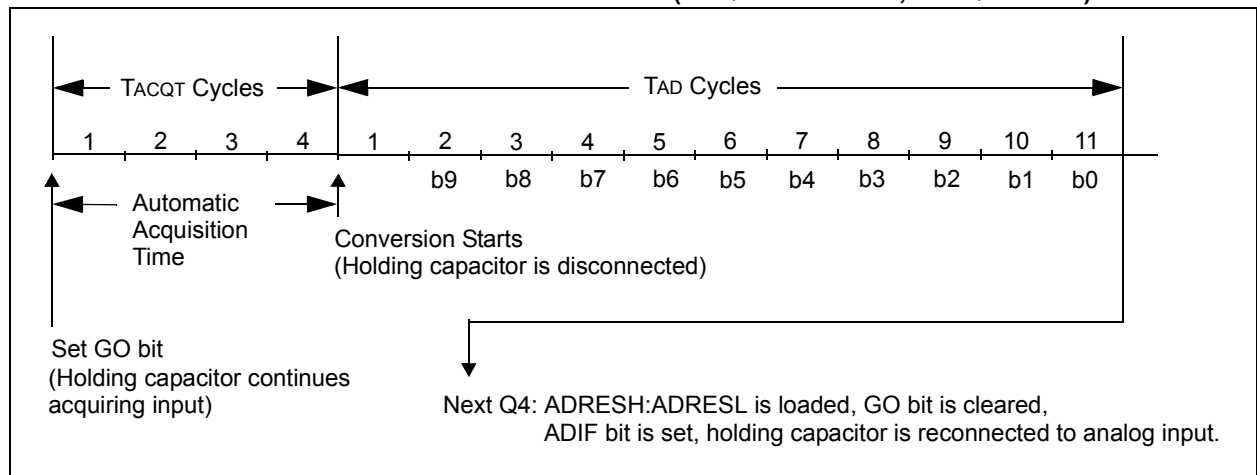 TACQT Cycles
TAD Cycles
1 2 3 4 1 2 3 4 5 6 7 8 9 10 11
b9 b8 b7 b6 b5 b4 b3 b2 b1 b0
Automatic
Acquisition
Time
Conversion Starts
(Holding capacitor is disconnected)
Set GO bit
(Holding capacitor continues
acquiring input)
Next Q4: ADRESH:ADRESL is loaded, GO bit is cleared,
ADIF bit is set, holding capacitor is reconnected to analog input.